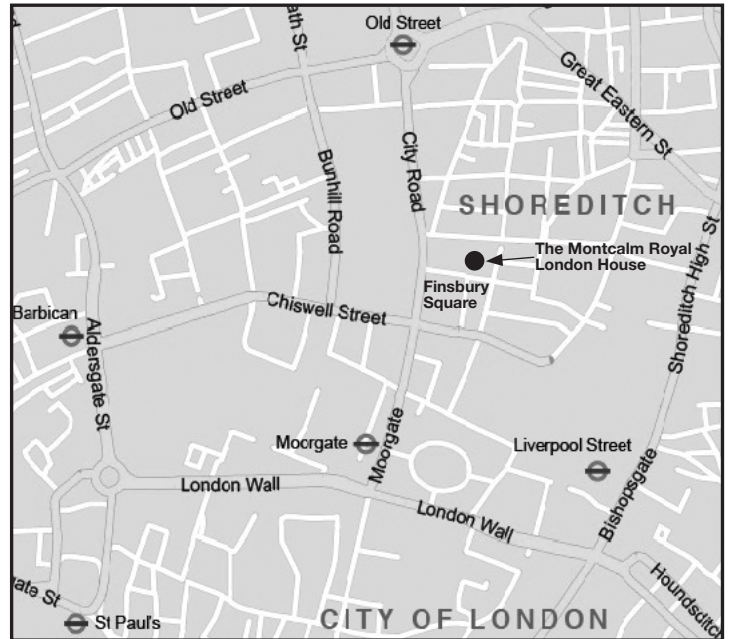 Old Street
ath St
Old Street
Great Eastern St
City Road
Bunhill Road
SHOREDITCH
The Montcalm Royal
London House
Shoreditch High St
Finsbury
Square
Chiswell Street
Barbican
Aldersgate St
Moorgate
Moorgate
Liverpool Street
London Wall
London Wall
Bishopsgate
Houndsditch
gate St
St Paul's
CITY OF LONDON